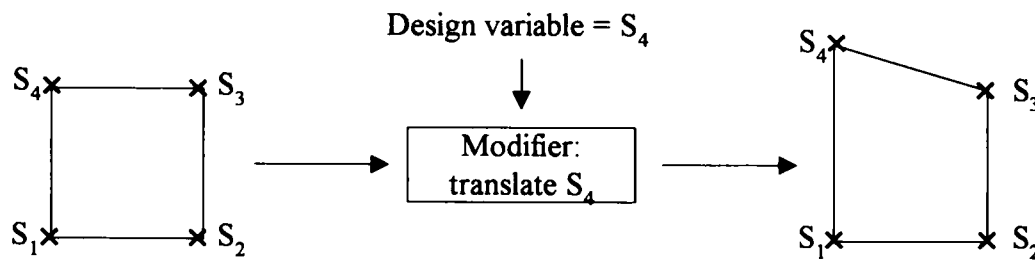 Design variable = S₄
S₄
S₃
S₁
S₂
Modifier:
translate S₄
S₄
S₃
S₁
S₂